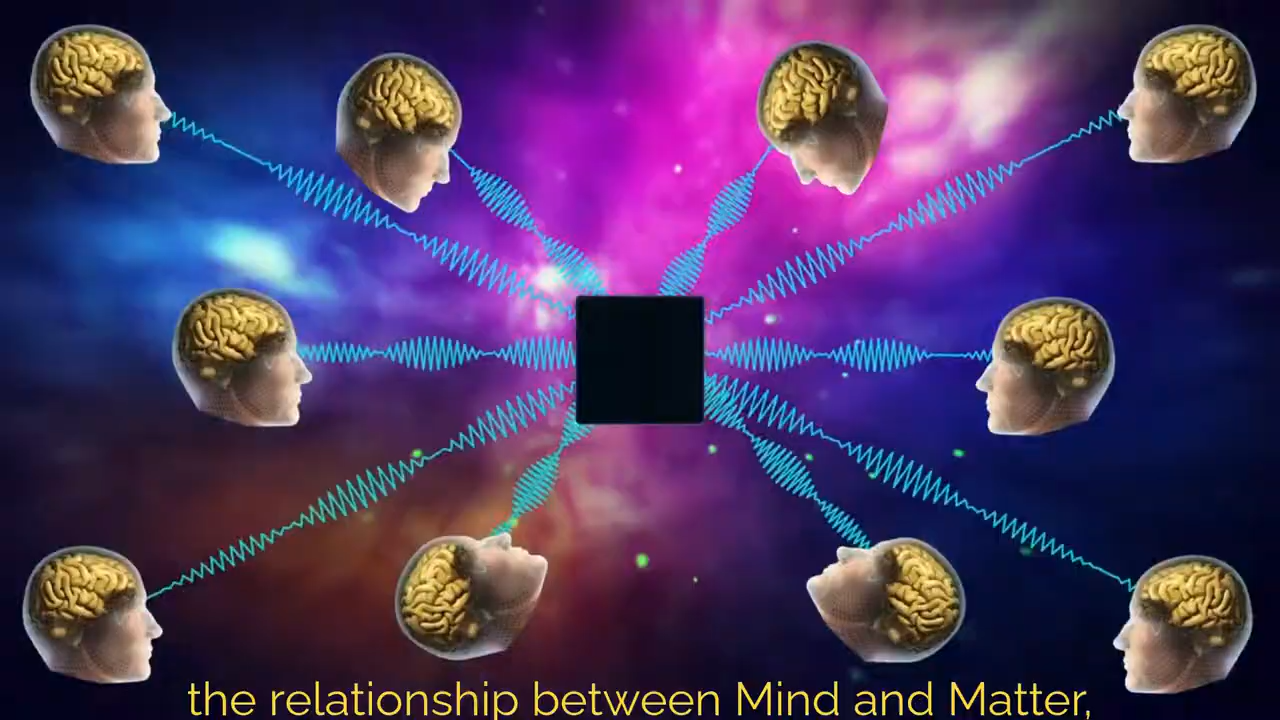 the relationship between Mind and Matter,